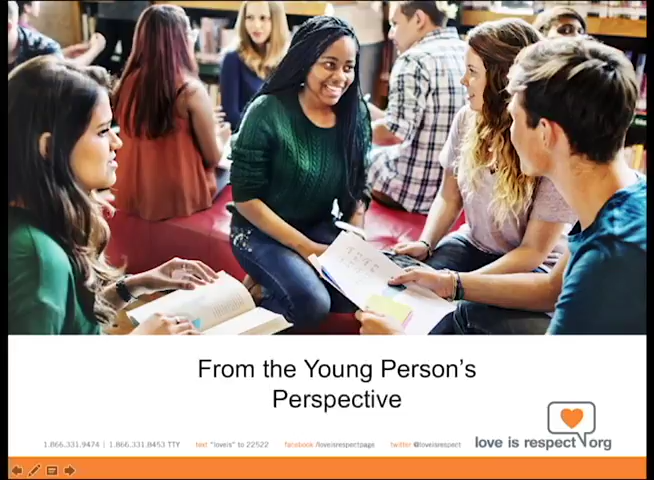 From the Young Person's
Perspective
1.866.331.9474 | 1.866.331.8453 TTY text "loveis" to 22522 facebook /loveisrespectpage twitter @loveisrespect
love is respect org